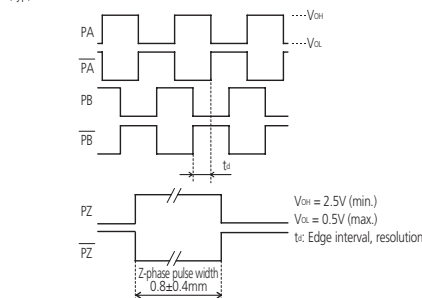 PA
VOH
VOL
PA
PB
PB
td
PZ
PZ
VOH = 2.5V (min.)
VOL = 0.5V (max.)
td: Edge interval, resolution
Z-phase pulse width
0.8±0.4mm